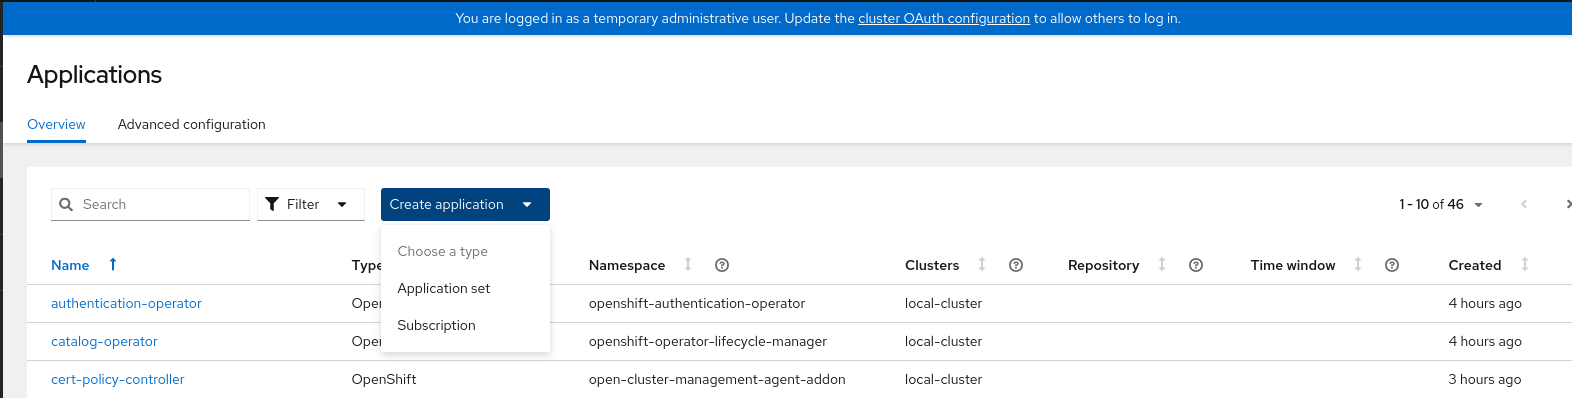 You are logged in as a temporary administrative user. Update the cluster OAuth configuration to allow others to log in.
Applications
Overview Advanced configuration
Search Filter Create application 1 - 10 of 46
Choose a type
Application set
Subscription
Name Type Namespace Clusters Repository Time window Created
authentication-operator openshift-authentication-operator local-cluster 4 hours ago
catalog-operator openshift-operator-lifecycle-manager local-cluster 4 hours ago
cert-policy-controller OpenShift open-cluster-management-agent-addon local-cluster 3 hours ago